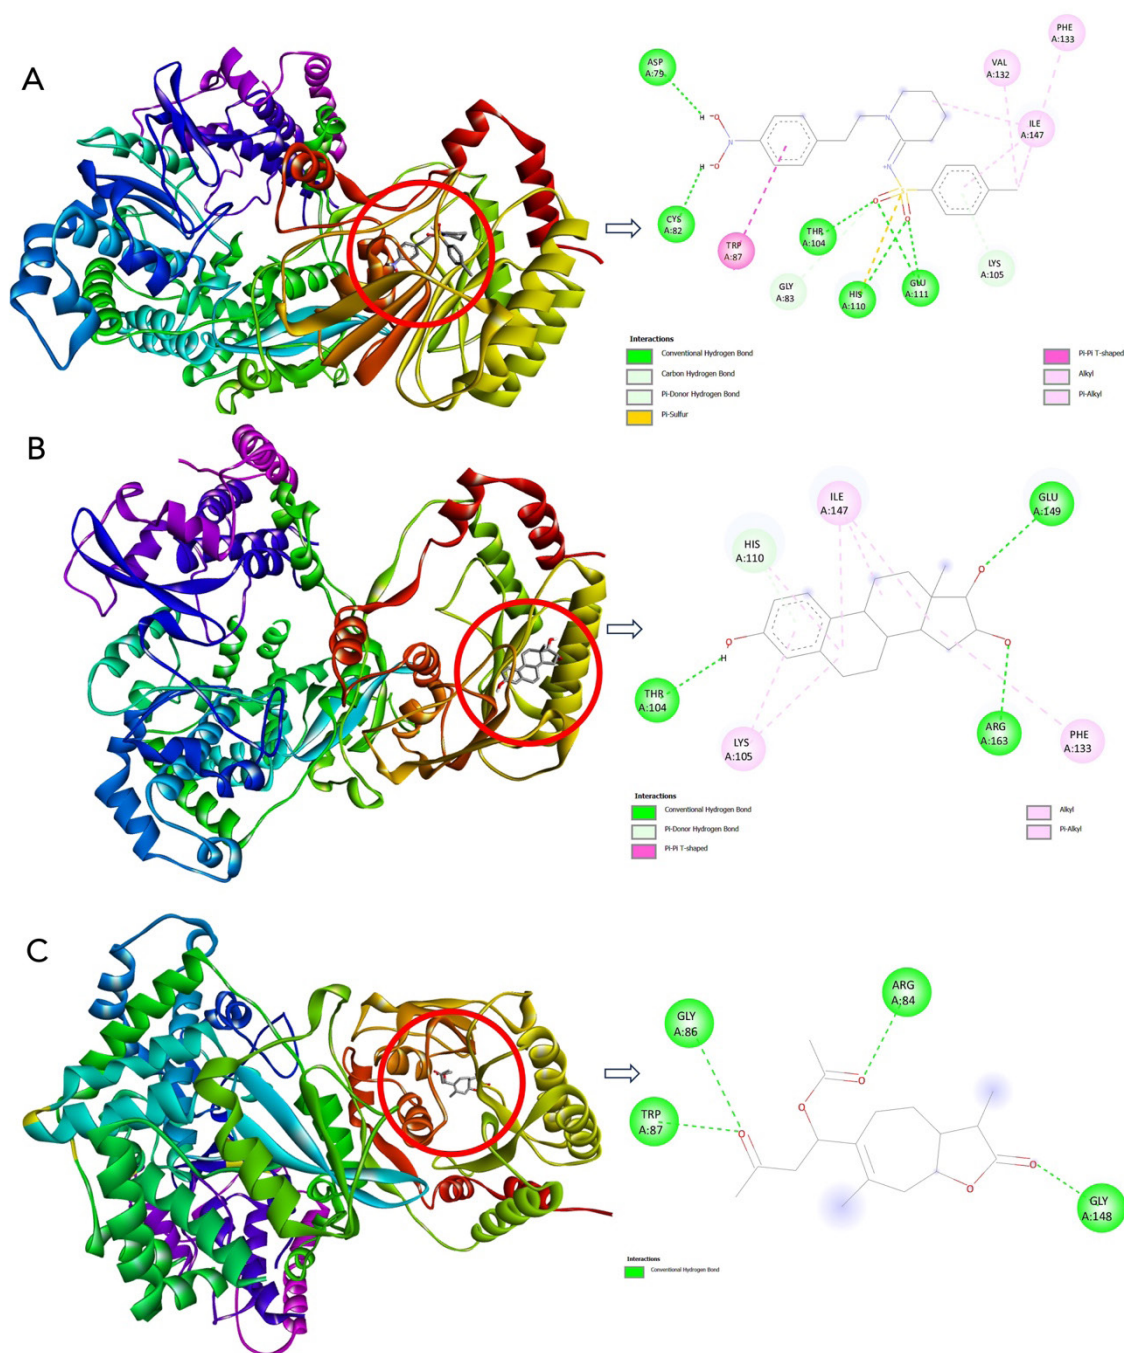 A
ASP
A:79
PHE
A:133
VAL
A:132
ILE
A:147
CYS
A:82
TRP
A:87
THR
A:104
GLY
A:83
HIS
A:110
GLU
A:111
LYS
A:105
H
H
O
O
N
N
N
S
O
O
Interactions
Conventional Hydrogen Bond
Carbon Hydrogen Bond
Pi-Donor Hydrogen Bond
Pi-Sulfur
Pi-Pi T-shaped
Alkyl
Pi-Alkyl
B
ILE
A:147
GLU
A:149
HIS
A:110
THR
A:104
LYS
A:105
ARG
A:163
PHE
A:133
O
H
O
O
Interactions
Conventional Hydrogen Bond
Pi-Donor Hydrogen Bond
Pi-Pi T-shaped
Alkyl
Pi-Alkyl
C
ARG
A:84
GLY
A:86
TRP
A:87
GLY
A:148
O
O
O
O
O
Interactions
Conventional Hydrogen Bond